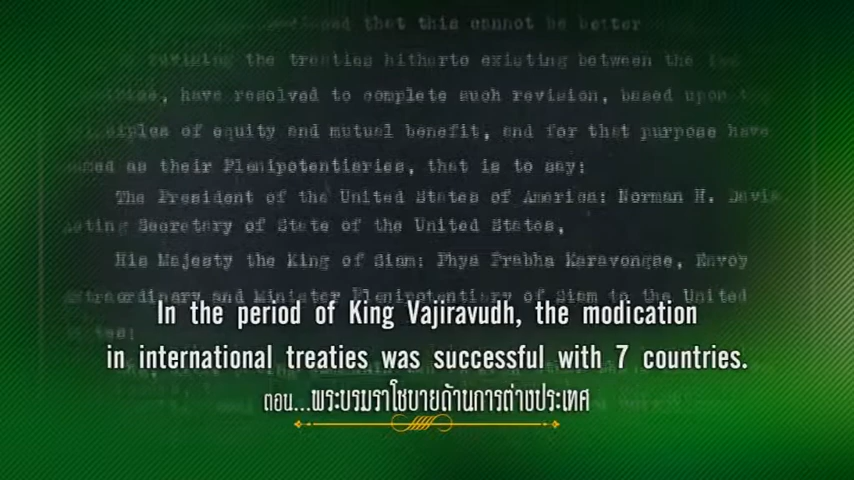 that this cannot be better
revising the treaties hitherto existing between the
have resolved to complete such revision, based upon
of equity and mutual benefit, and for that purpose have
as their Plenipotentiaries, that is to say:
The President of the United States of America: Norman H. Davis
Acting Secretary of State of the United States,
His Majesty the King of Siam: Phya Prabha Karavongse, Envoy
Extraordinary and Minister Plenipotentiary of Siam to the United
In the period of King Vajiravudh, the modication
in international treaties was successful with 7 countries.
ตอน...พระบรมราโชบายด้านการต่างประเทศ